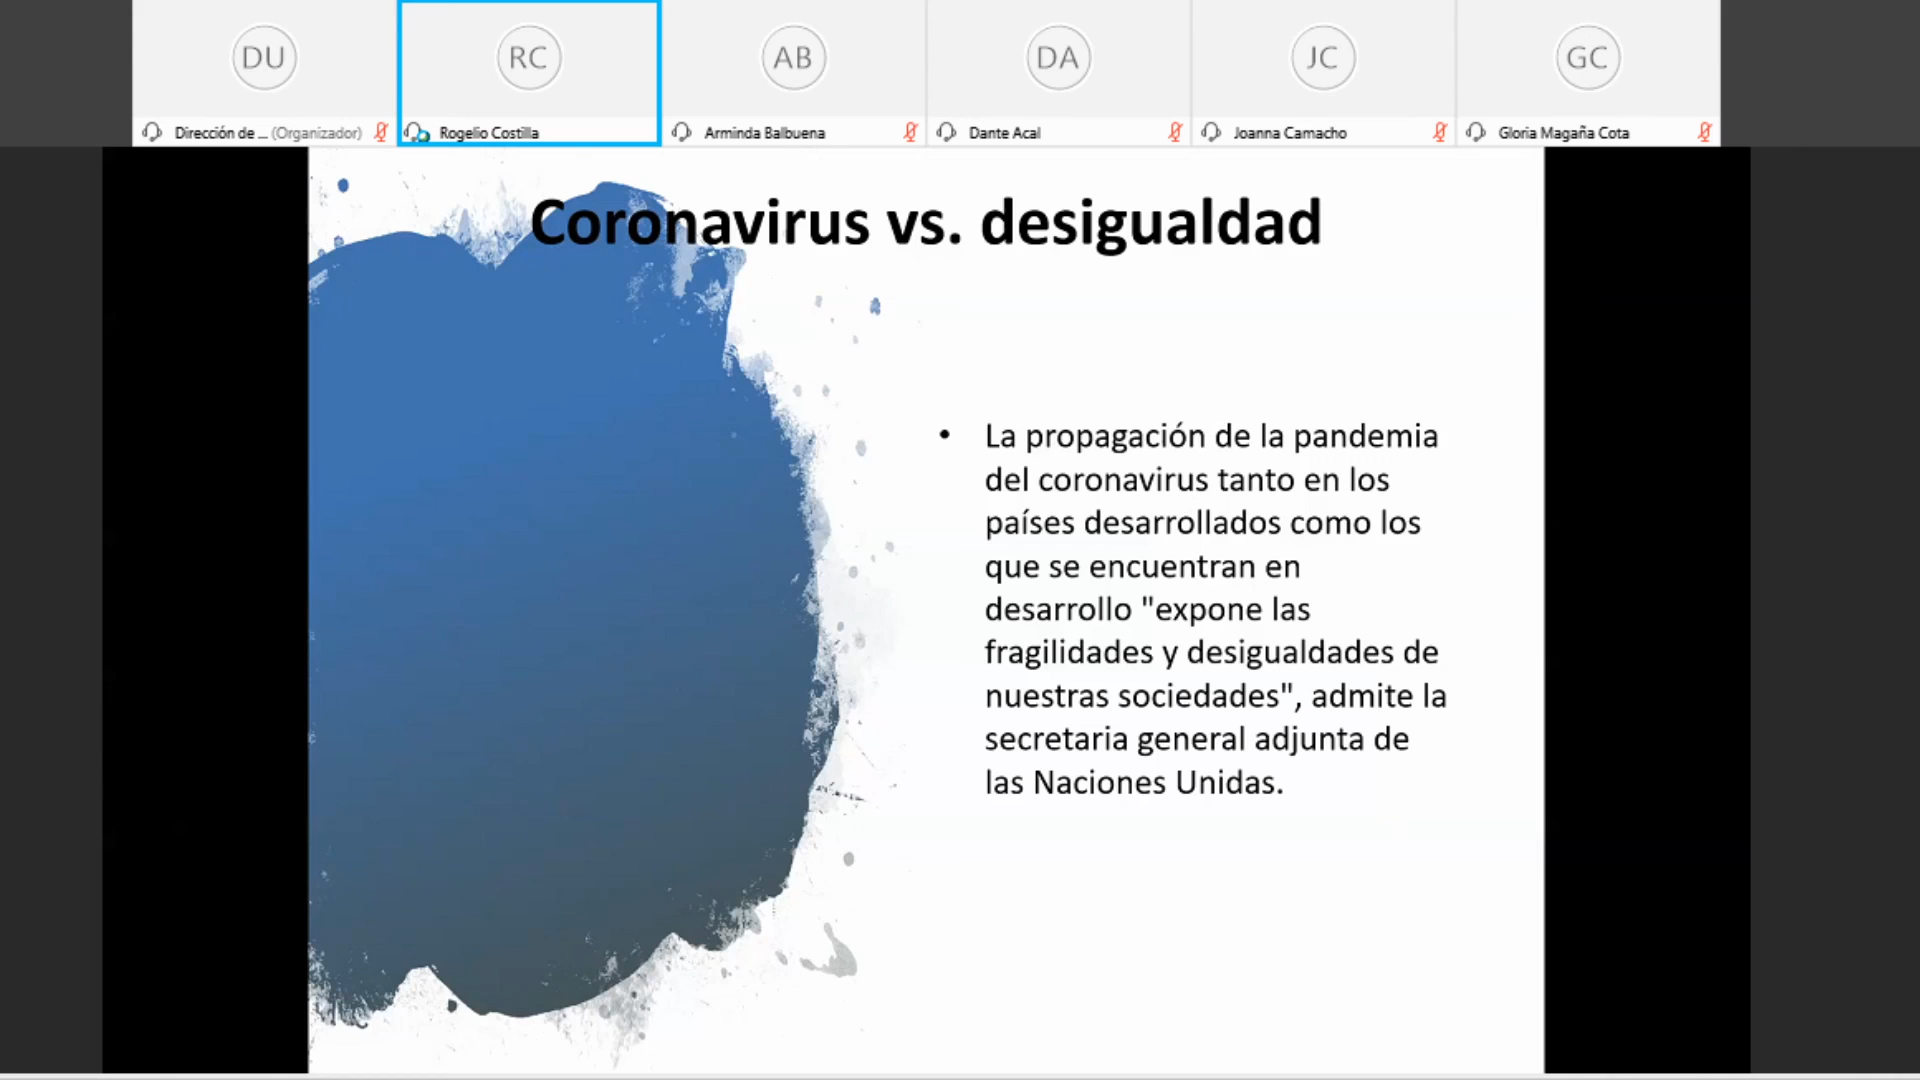 DU
RC
AB
DA
JC
GC
Dirección de ... (Organizador)
Rogelio Costilla
Arminda Balbuena
Dante Acal
Joanna Camacho
Gloria Magaña Cota
Coronavirus vs. desigualdad
• La propagación de la pandemia
del coronavirus tanto en los
países desarrollados como los
que se encuentran en
desarrollo "expone las
fragilidades y desigualdades de
nuestras sociedades", admite la
secretaria general adjunta de
las Naciones Unidas.